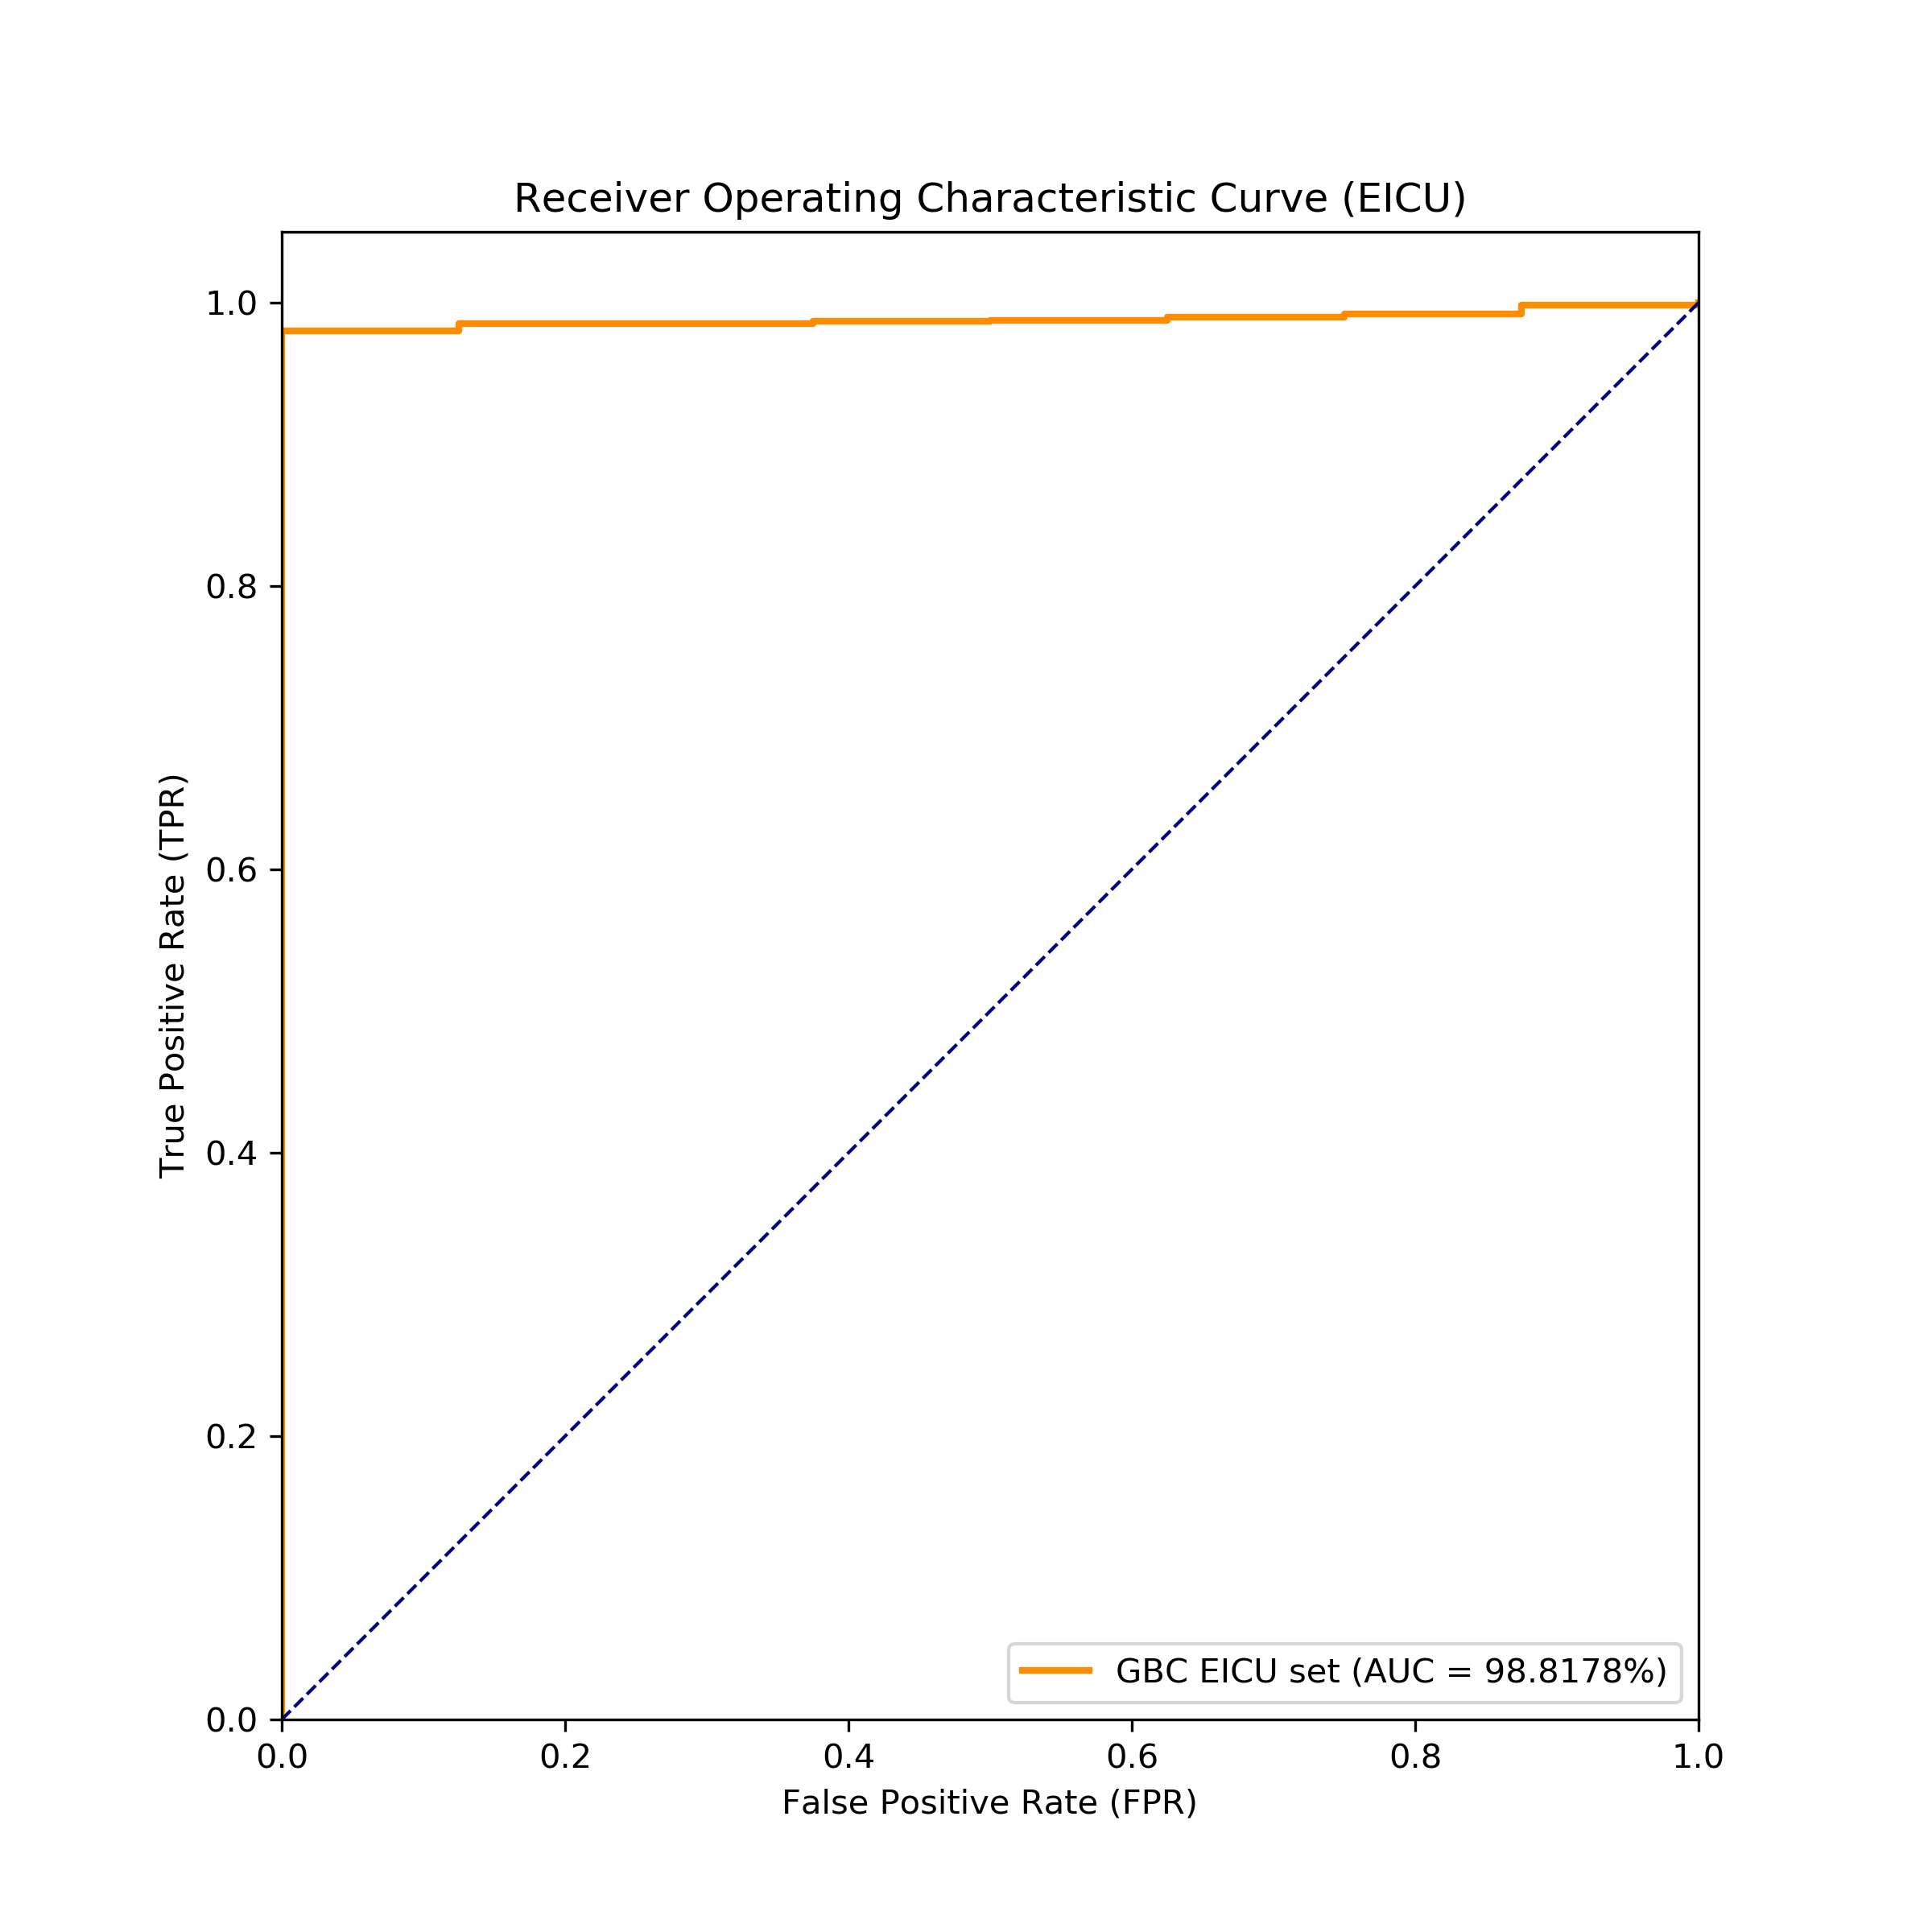 Receiver Operating Characteristic Curve (EICU)
1.0
0.8
0.6
0.4
0.2
0.0
True Positive Rate (TPR)
GBC EICU set (AUC = 98.8178%)
0.0 0.2 0.4 0.6 0.8 1.0
False Positive Rate (FPR)